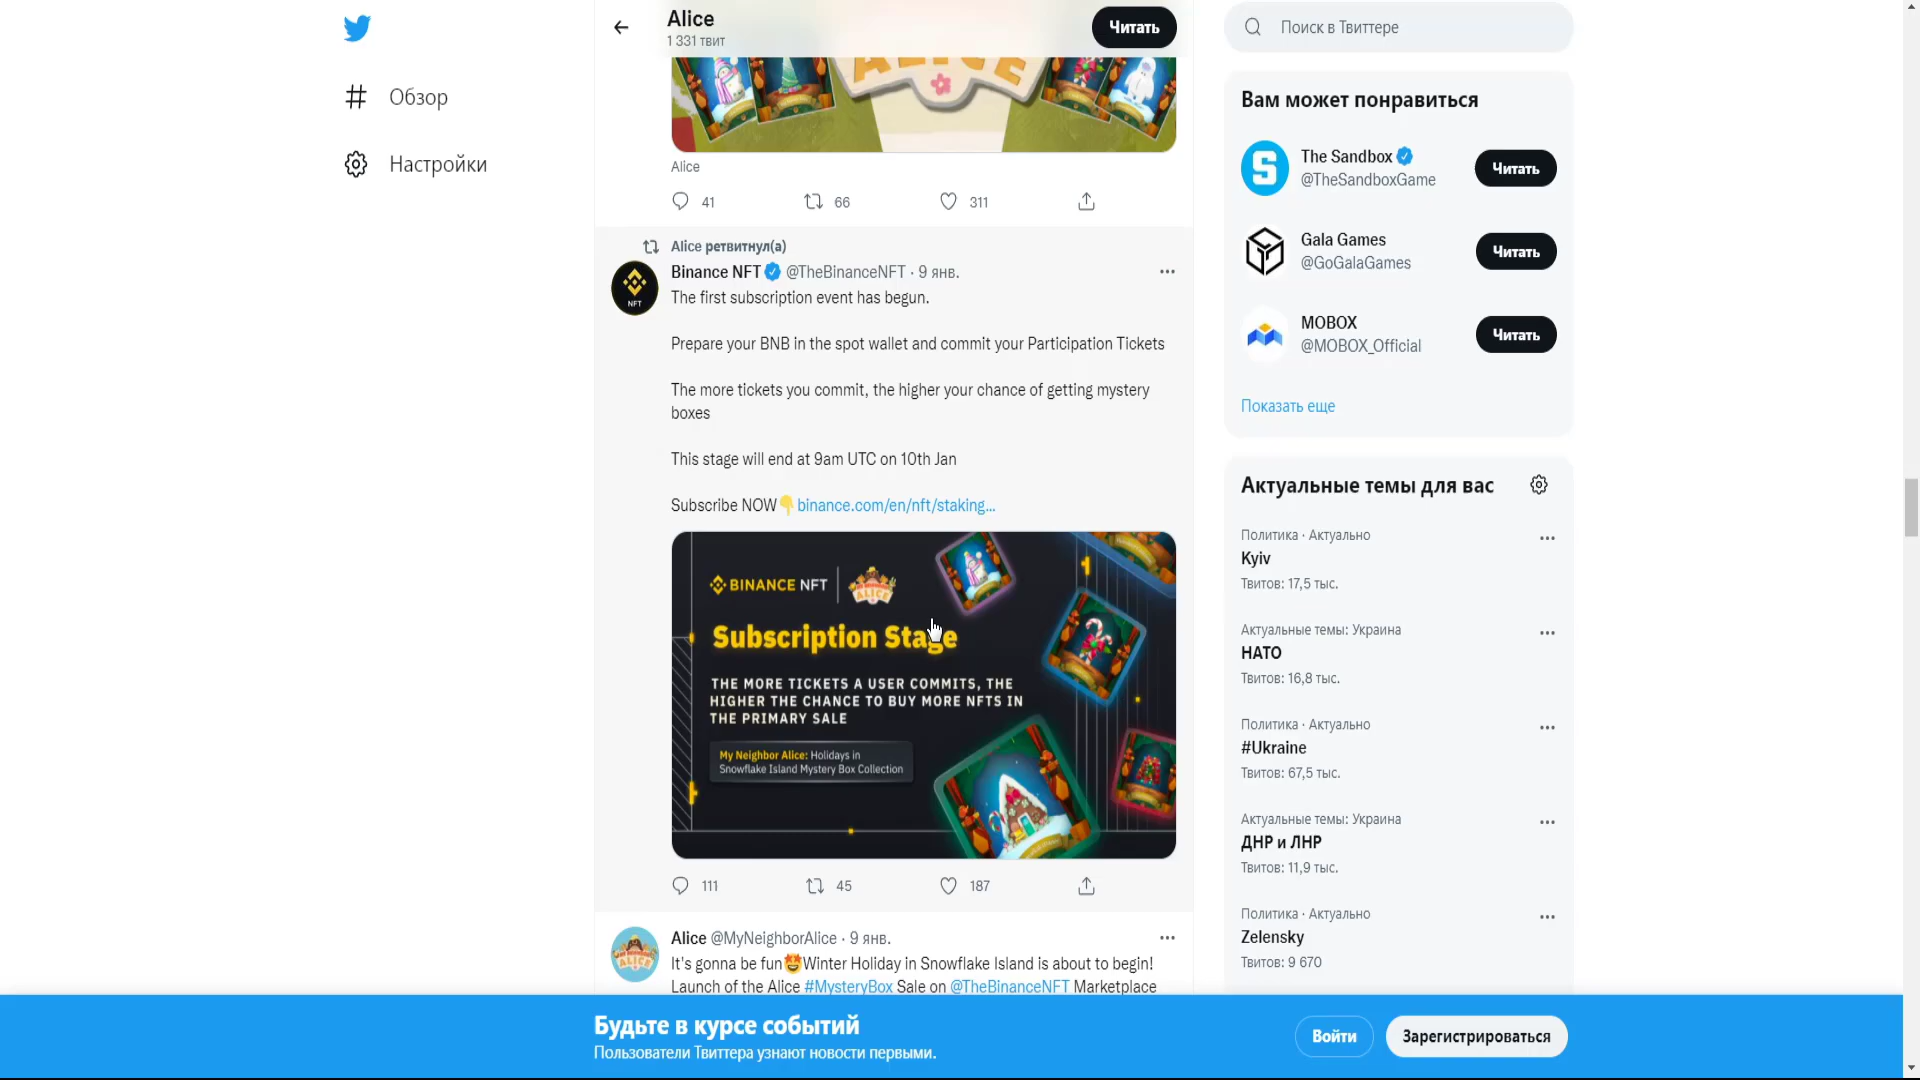 Обзор
Настройки
Alice
1 331 твит
Читать
ALICE
Alice
41 66 311
Alice ретвитнул(а)
Binance NFT @TheBinanceNFT · 9 янв.
NFT
The first subscription event has begun.
Prepare your BNB in the spot wallet and commit your Participation Tickets
The more tickets you commit, the higher your chance of getting mystery
boxes
This stage will end at 9am UTC on 10th Jan
Subscribe NOW👇 binance.com/en/nft/staking…
BINANCE NFT ALICE
Subscription Stage
THE MORE TICKETS A USER COMMITS, THE
HIGHER THE CHANCE TO BUY MORE NFTS IN
THE PRIMARY SALE
My Neighbor Alice: Holidays in
Snowflake Island Mystery Box Collection
111 45 187
Alice @MyNeighborAlice · 9 янв.
ALICE
It's gonna be fun🤩Winter Holiday in Snowflake Island is about to begin!
Launch of the Alice #MysteryBox Sale on @TheBinanceNFT Marketplace
Поиск в Твиттере
Вам может понравиться
The Sandbox
@TheSandboxGame
Читать
Gala Games
@GoGalaGames
Читать
MOBOX
@MOBOX_Official
Читать
Показать еще
Актуальные темы для вас
Политика · Актуально
Kyiv
Твитов: 17,5 тыс.
Актуальные темы: Украина
НАТО
Твитов: 16,8 тыс.
Политика · Актуально
#Ukraine
Твитов: 67,5 тыс.
Актуальные темы: Украина
ДНР и ЛНР
Твитов: 11,9 тыс.
Политика · Актуально
Zelensky
Твитов: 9 670
Будьте в курсе событий
Пользователи Твиттера узнают новости первыми.
Войти
Зарегистрироваться